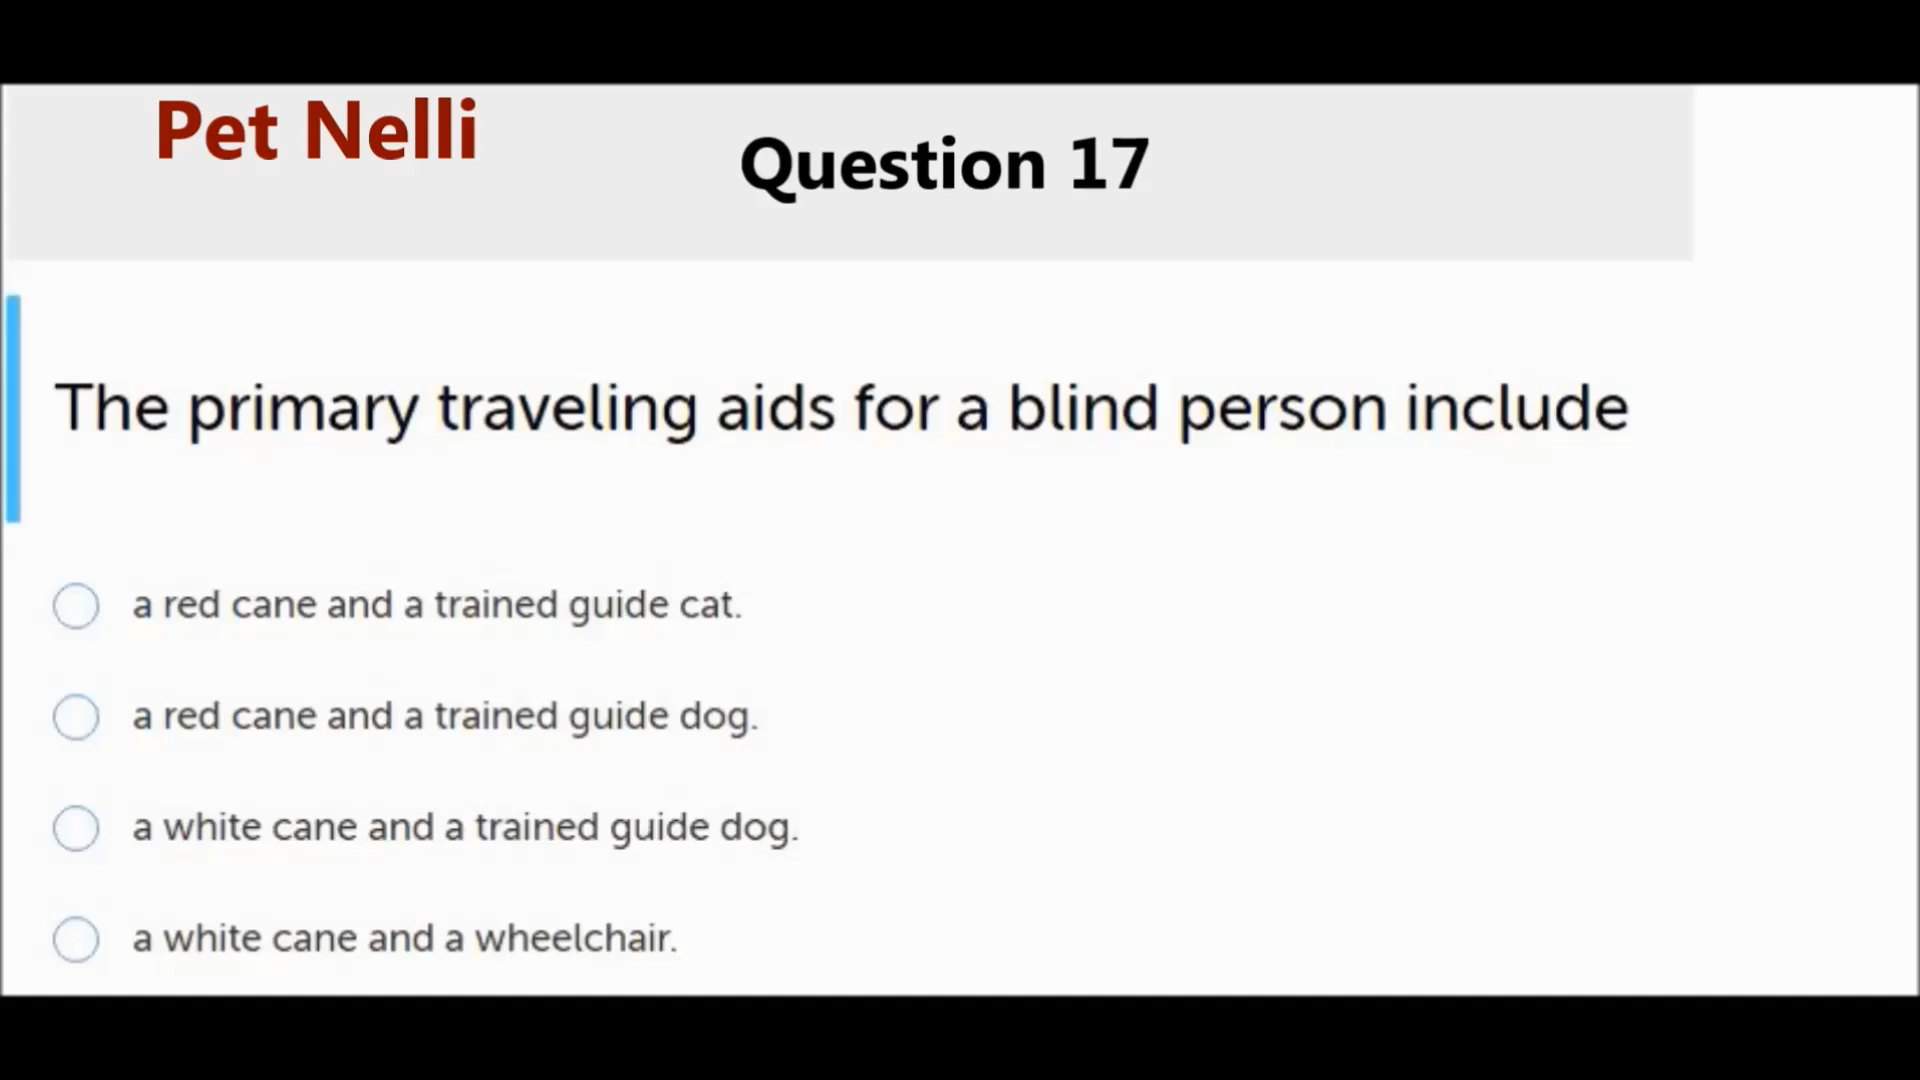 Pet Nelli
Question 17
The primary traveling aids for a blind person include
a red cane and a trained guide cat.
a red cane and a trained guide dog.
a white cane and a trained guide dog.
a white cane and a wheelchair.